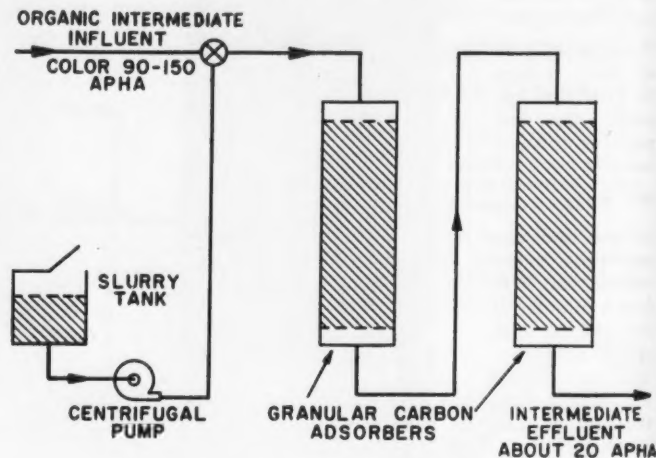 ORGANIC INTERMEDIATE
INFLUENT
COLOR 90-150
APHA
SLURRY
TANK
CENTRIFUGAL
PUMP
GRANULAR CARBON
ADSORBERS
INTERMEDIATE
EFFLUENT
ABOUT 20 APHA